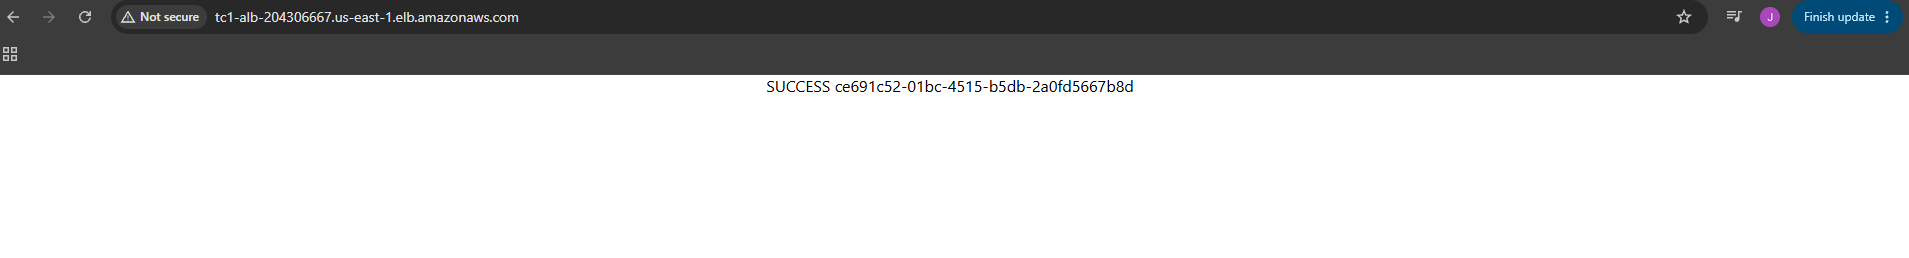 Not secure
tc1-alb-204306667.us-east-1.elb.amazonaws.com
J
Finish update
SUCCESS ce691c52-01bc-4515-b5db-2a0fd5667b8d